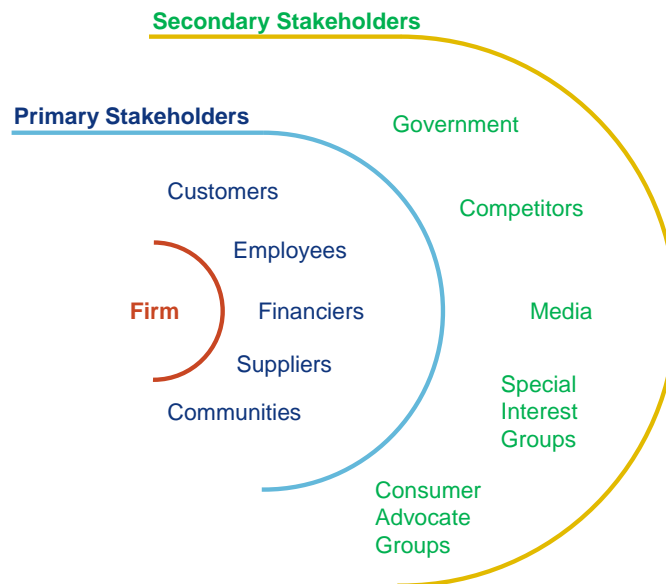 Secondary Stakeholders
Primary Stakeholders
Government
Customers
Competitors
Employees
Firm
Financiers
Media
Suppliers
Special
Interest
Groups
Communities
Consumer
Advocate
Groups